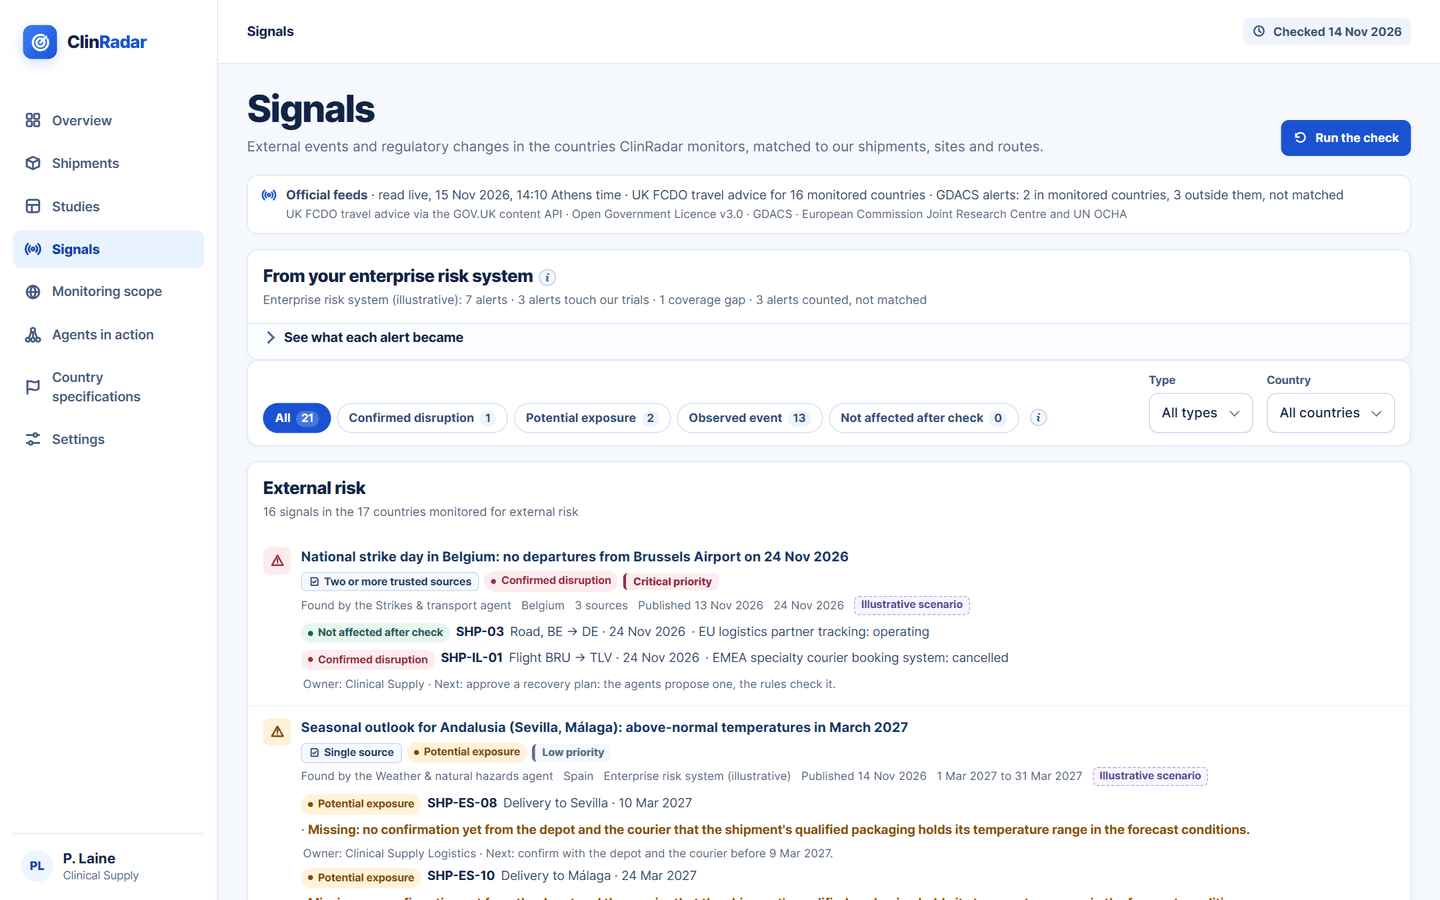 ClinRadar
Signals
Checked 14 Nov 2026
Overview
Shipments
Studies
Signals
Monitoring scope
Agents in action
Country
specifications
Settings
P. Laine
PL
Clinical Supply
Signals
External events and regulatory changes in the countries ClinRadar monitors, matched to our shipments, sites and routes.
Run the check
Official feeds · read live, 15 Nov 2026, 14:10 Athens time · UK FCDO travel advice for 16 monitored countries · GDACS alerts: 2 in monitored countries, 3 outside them, not matched
UK FCDO travel advice via the GOV.UK content API · Open Government Licence v3.0 · GDACS · European Commission Joint Research Centre and UN OCHA
From your enterprise risk system i
Enterprise risk system (illustrative): 7 alerts · 3 alerts touch our trials · 1 coverage gap · 3 alerts counted, not matched
See what each alert became
Type
Country
All 21
Confirmed disruption 1
Potential exposure 2
Observed event 13
Not affected after check 0
i
All types
All countries
External risk
16 signals in the 17 countries monitored for external risk
National strike day in Belgium: no departures from Brussels Airport on 24 Nov 2026
Two or more trusted sources • Confirmed disruption Critical priority
Found by the Strikes & transport agent Belgium 3 sources Published 13 Nov 2026 24 Nov 2026 Illustrative scenario
• Not affected after check SHP-03 Road, BE → DE · 24 Nov 2026 · EU logistics partner tracking: operating
• Confirmed disruption SHP-IL-01 Flight BRU → TLV · 24 Nov 2026 · EMEA specialty courier booking system: cancelled
Owner: Clinical Supply · Next: approve a recovery plan: the agents propose one, the rules check it.
Seasonal outlook for Andalusia (Sevilla, Málaga): above-normal temperatures in March 2027
Single source • Potential exposure Low priority
Found by the Weather & natural hazards agent Spain Enterprise risk system (illustrative) Published 14 Nov 2026 1 Mar 2027 to 31 Mar 2027 Illustrative scenario
• Potential exposure SHP-ES-08 Delivery to Sevilla · 10 Mar 2027
· Missing: no confirmation yet from the depot and the courier that the shipment's qualified packaging holds its temperature range in the forecast conditions.
Owner: Clinical Supply Logistics · Next: confirm with the depot and the courier before 9 Mar 2027.
• Potential exposure SHP-ES-10 Delivery to Málaga · 24 Mar 2027